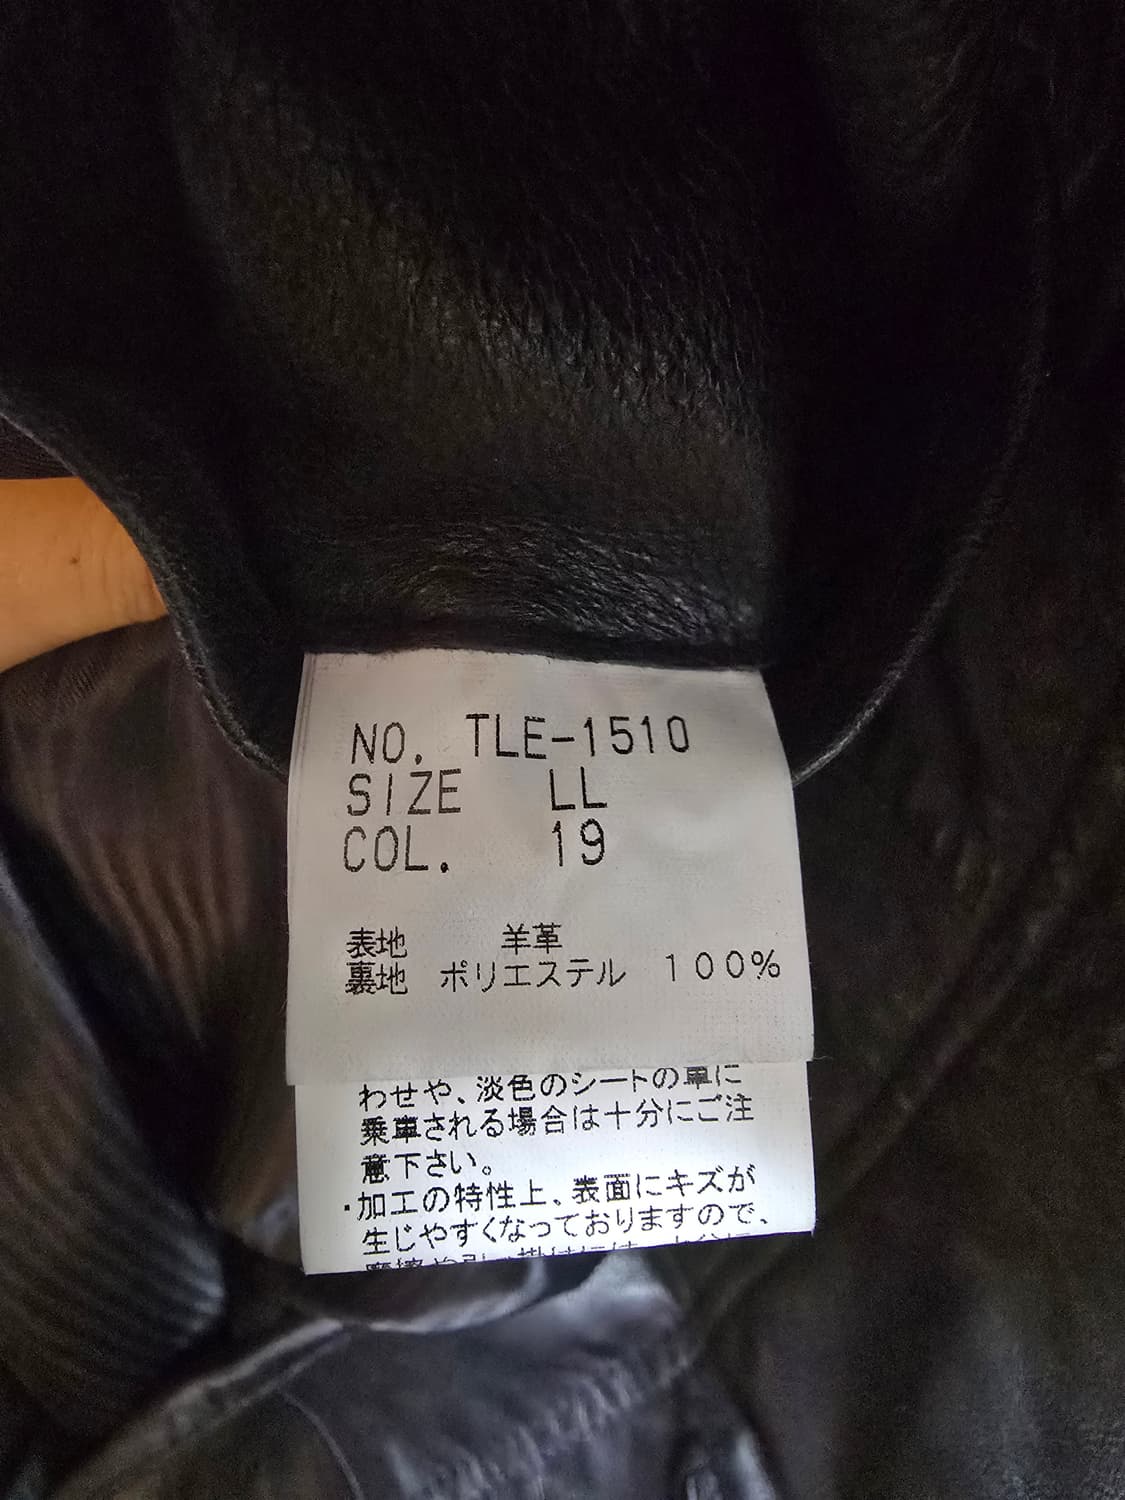 NO. TLE-1510
SIZE LL
COL. 19
表地 羊革
裏地 ポリエステル 100%
わせや、淡色のシートの車に
乗車される場合は十分にご注
意下さい。
・加工の特性上、表面にキズが
生じやすくなっておりますので、